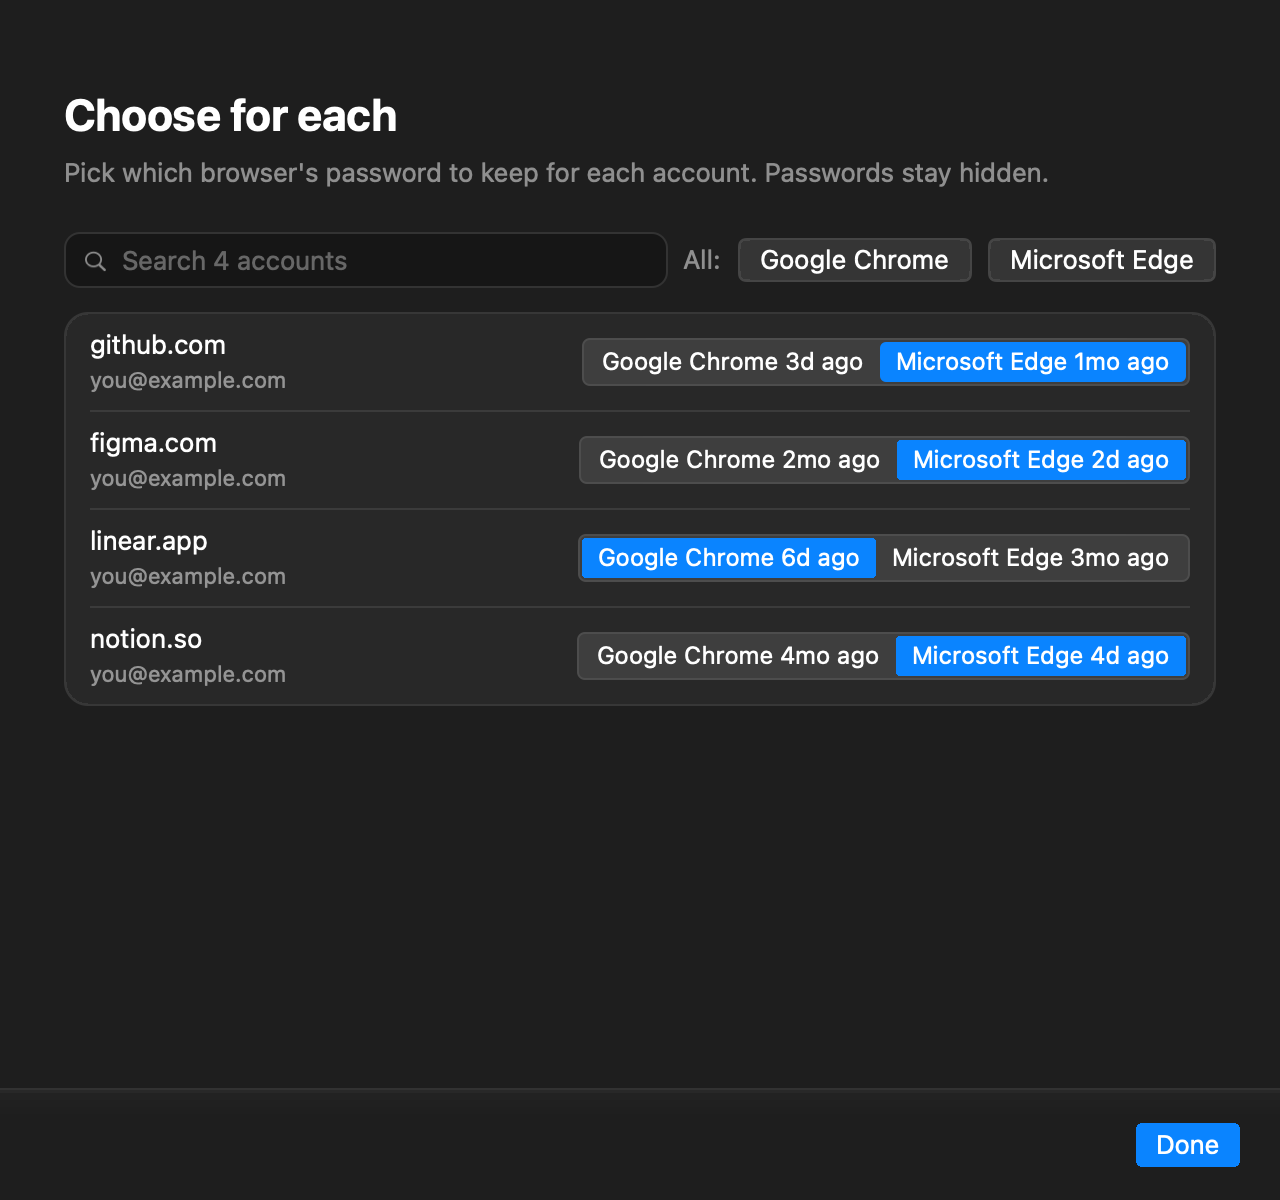 Choose for each
Pick which browser's password to keep for each account. Passwords stay hidden.
Search 4 accounts
All:
Google Chrome
Microsoft Edge
github.com
you@example.com
Google Chrome 3d ago
Microsoft Edge 1mo ago
figma.com
you@example.com
Google Chrome 2mo ago
Microsoft Edge 2d ago
linear.app
you@example.com
Google Chrome 6d ago
Microsoft Edge 3mo ago
notion.so
you@example.com
Google Chrome 4mo ago
Microsoft Edge 4d ago
Done